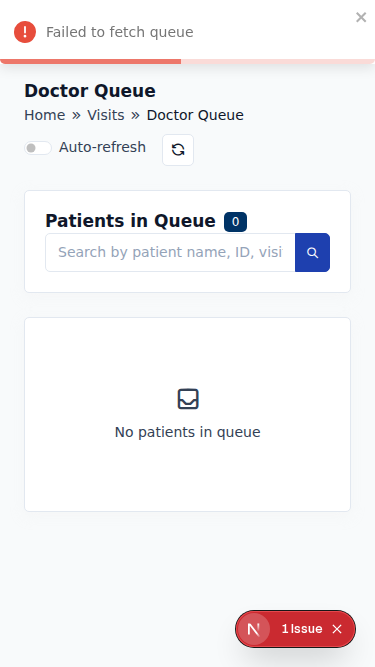 Failed to fetch queue
Doctor Queue
Home » Visits » Doctor Queue
Auto-refresh
Patients in Queue 0
Search by patient name, ID, visi
No patients in queue
N 1 Issue